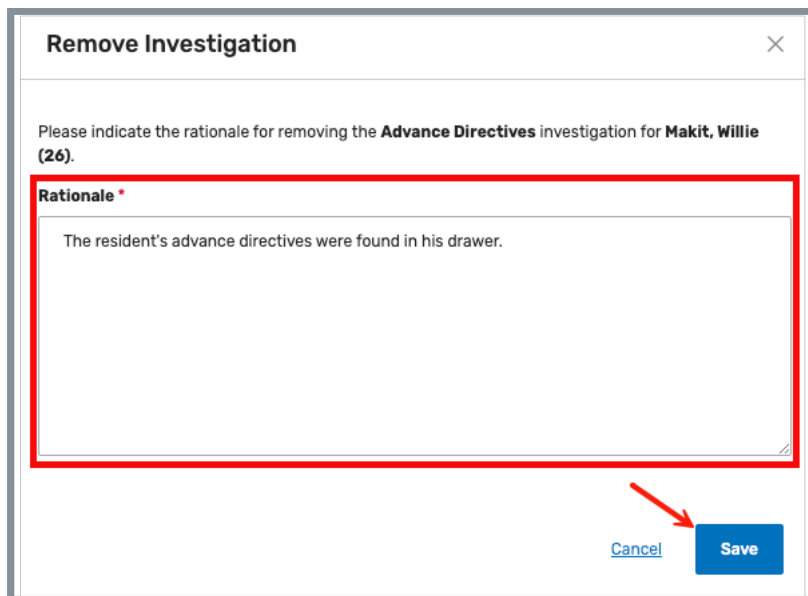 Remove Investigation
Please indicate the rationale for removing the Advance Directives investigation for Makit, Willie
(26).
Rationale *
The resident's advance directives were found in his drawer.
Cancel
Save